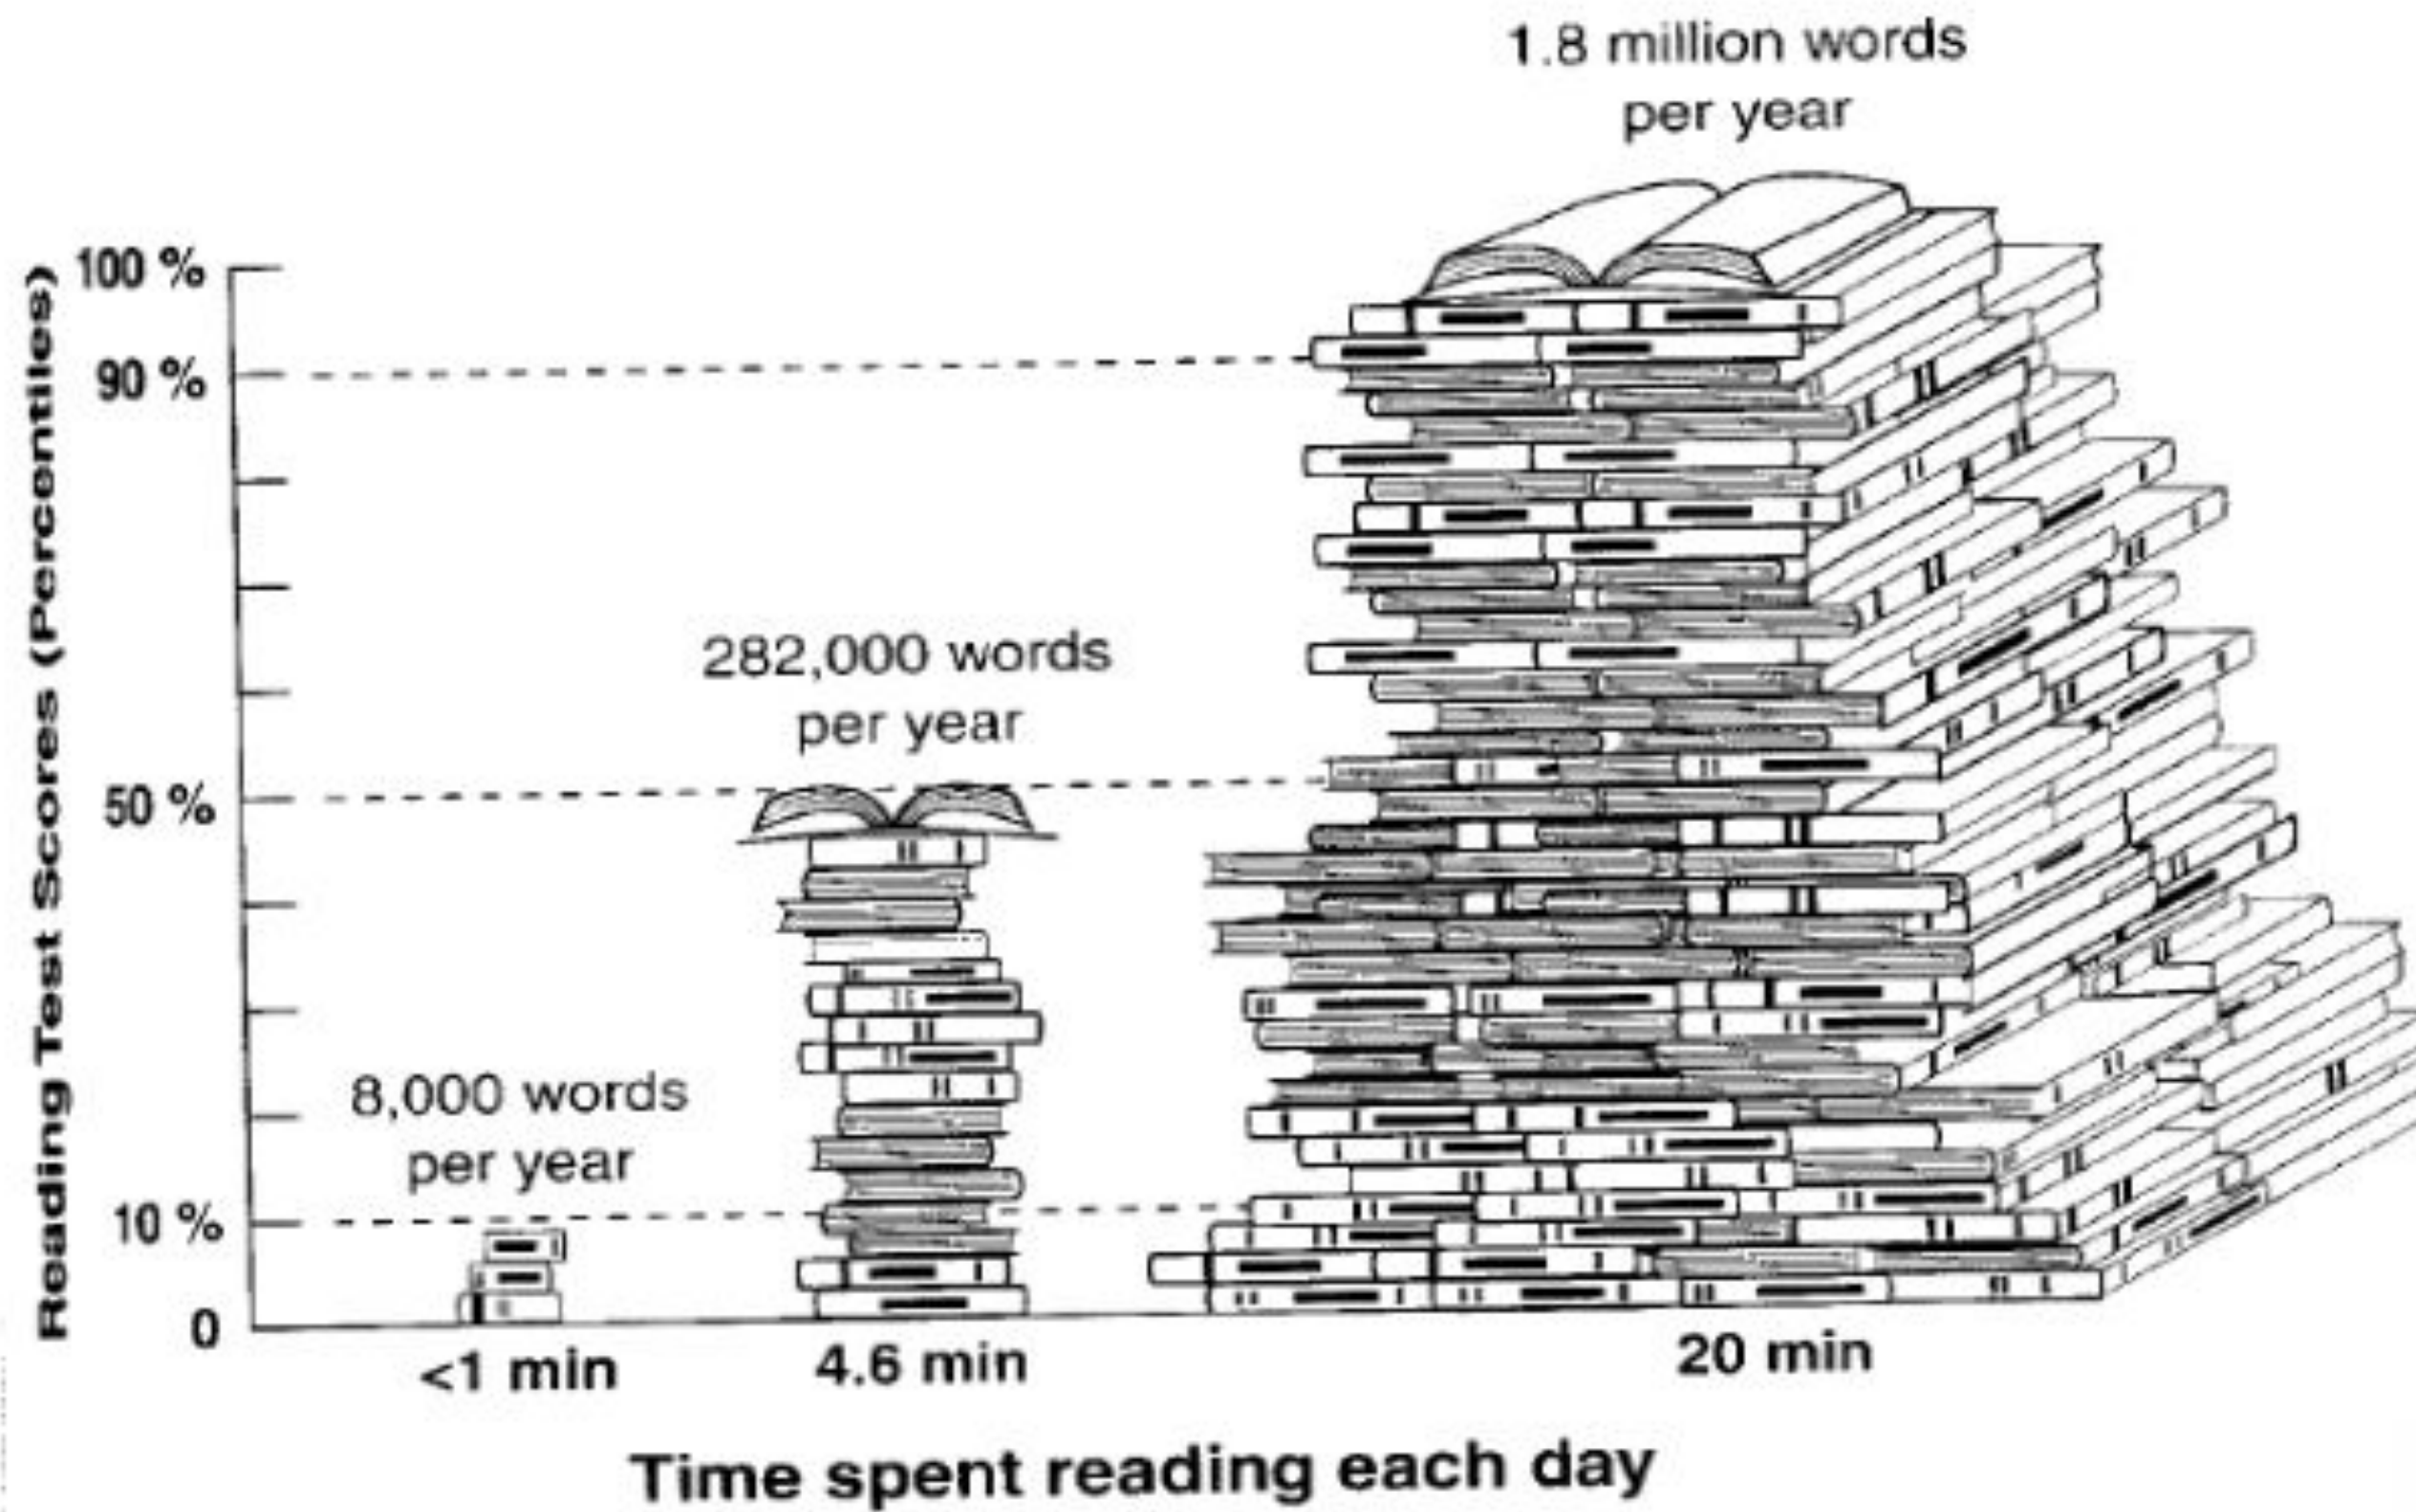 1.8 million words
per year
100 %
90 %
282,000 words
per year
50 %
8,000 words
per year
10 %
0
Reading Test Scores (Percentiles)
<1 min
4.6 min
20 min
Time spent reading each day